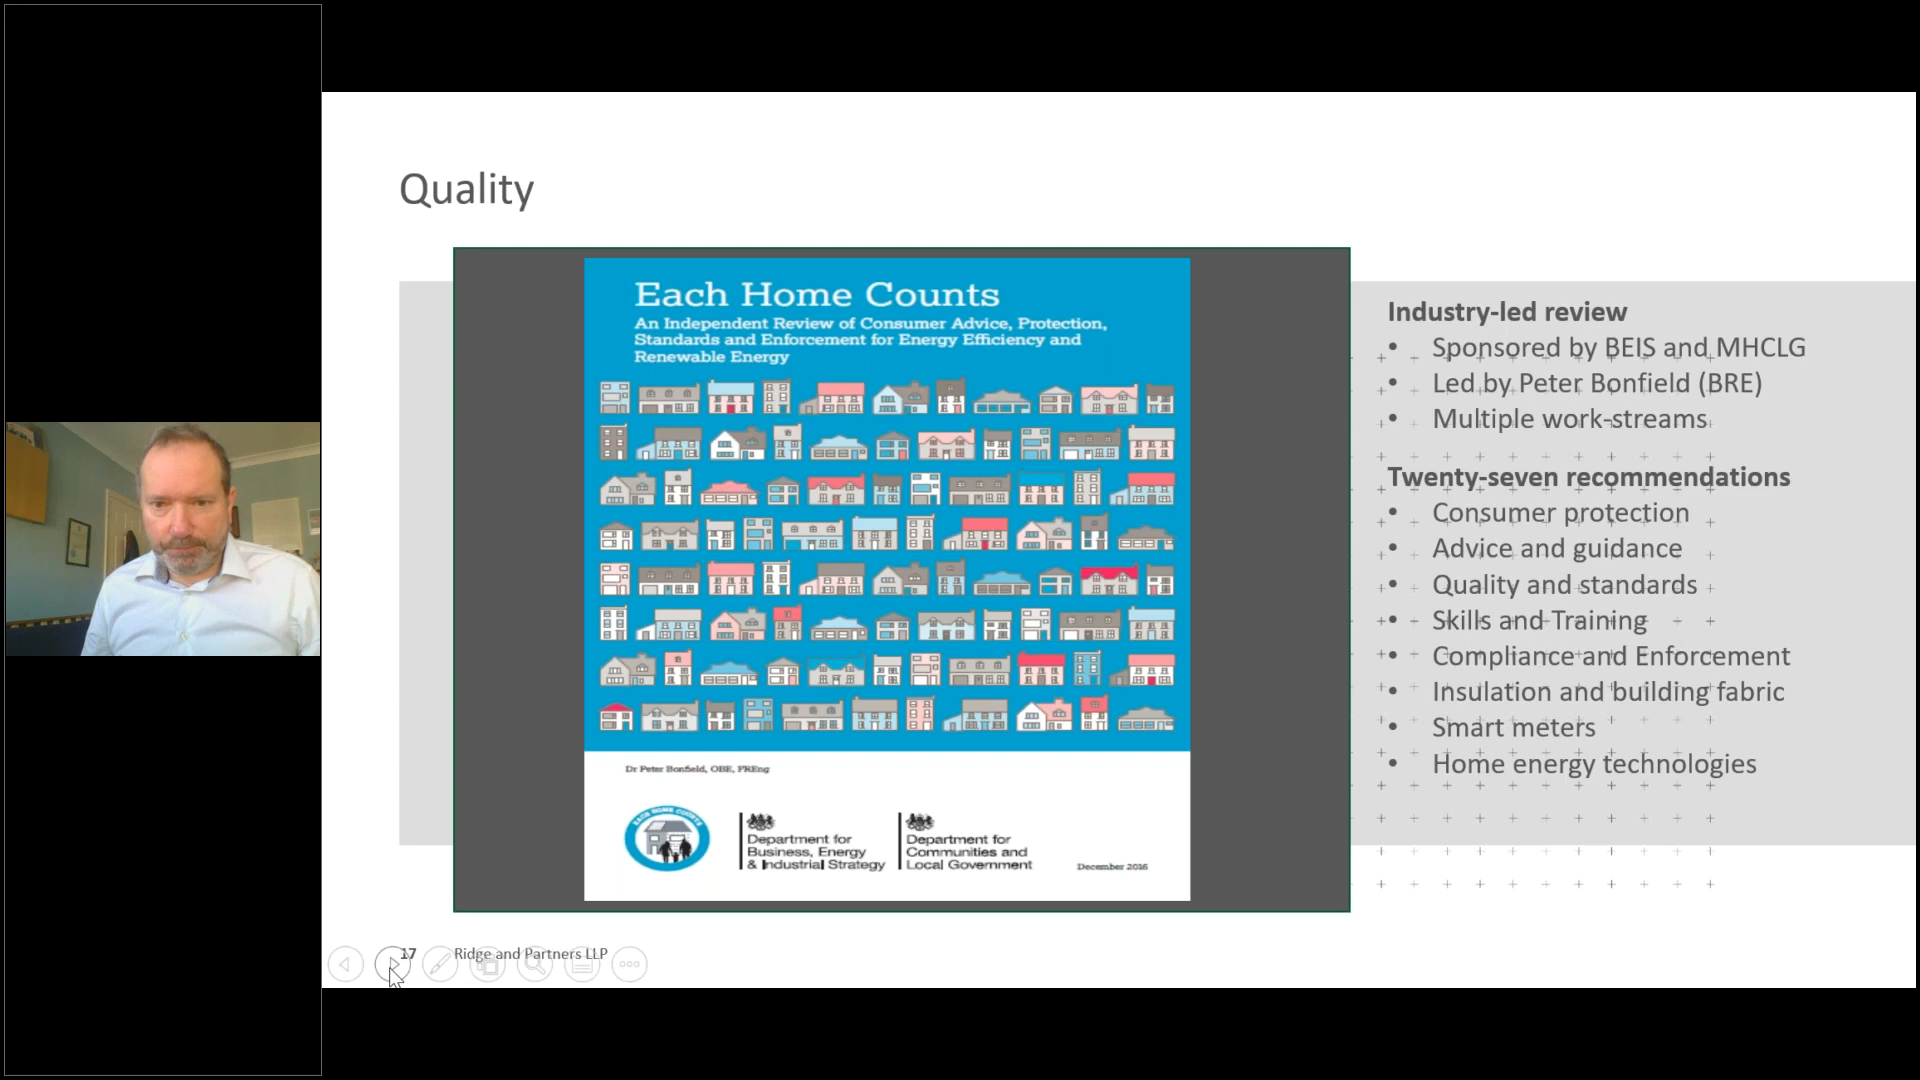 Quality
Each Home Counts
An Independent Review of Consumer Advice, Protection,
Standards and Enforcement for Energy Efficiency and
Renewable Energy
Dr Peter Bonfield, OBE, FREng
EACH HOME COUNTS
Department for
Business, Energy
& Industrial Strategy
Department for
Communities and
Local Government
December 2016
Industry-led review
• Sponsored by BEIS and MHCLG
• Led by Peter Bonfield (BRE)
• Multiple work-streams
Twenty-seven recommendations
• Consumer protection
• Advice and guidance
• Quality and standards
• Skills and Training
• Compliance and Enforcement
• Insulation and building fabric
• Smart meters
• Home energy technologies
17 Ridge and Partners LLP